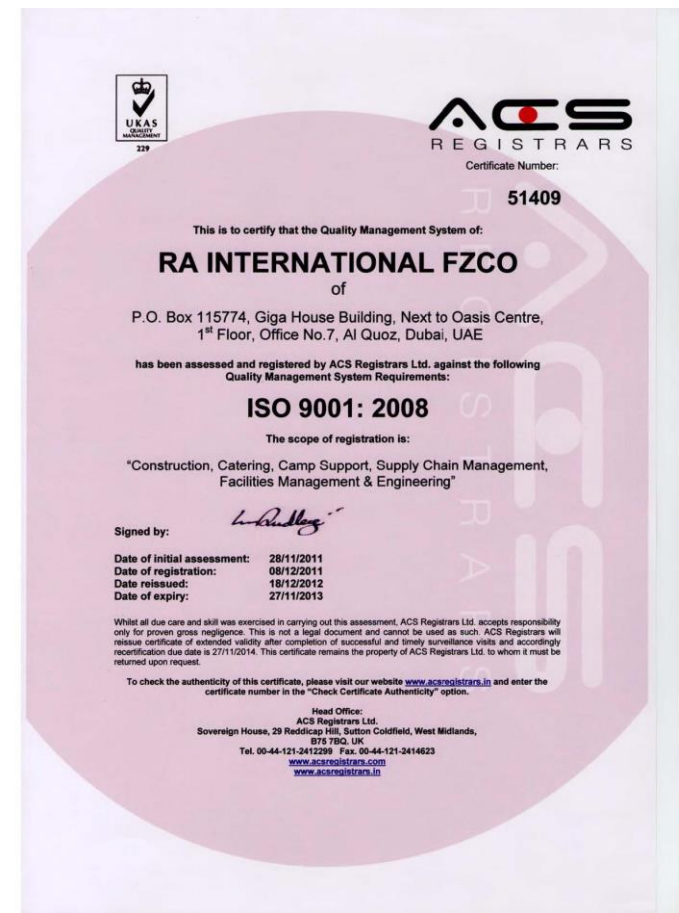 UKAS
QUALITY
MANAGEMENT
229
ACS
REGISTRARS
Certificate Number:
51409
This is to certify that the Quality Management System of:
RA INTERNATIONAL FZCO
of
P.O. Box 115774, Giga House Building, Next to Oasis Centre,
1st Floor, Office No.7, Al Quoz, Dubai, UAE
has been assessed and registered by ACS Registrars Ltd. against the following
Quality Management System Requirements:
ISO 9001: 2008
The scope of registration is:
“Construction, Catering, Camp Support, Supply Chain Management,
Facilities Management & Engineering”
Signed by:
Date of initial assessment: 28/11/2011
Date of registration: 08/12/2011
Date reissued: 18/12/2012
Date of expiry: 27/11/2013
Whilst all due care and skill was exercised in carrying out this assessment, ACS Registrars Ltd. accepts responsibility
only for proven gross negligence. This is not a legal document and cannot be used as such. ACS Registrars will
reissue certificate of extended validity after completion of successful and timely surveillance visits and accordingly
recertification due date is 27/11/2014. This certificate remains the property of ACS Registrars Ltd. to whom it must be
returned upon request.
To check the authenticity of this certificate, please visit our website www.acsregistrars.in and enter the
certificate number in the “Check Certificate Authenticity” option.
Head Office:
ACS Registrars Ltd.
Sovereign House, 29 Reddicap Hill, Sutton Coldfield, West Midlands,
B75 7BQ. UK
Tel. 00-44-121-2412299 Fax. 00-44-121-2414623
www.acsregistrars.com
www.acsregistrars.in
ACS
REGISTRARS